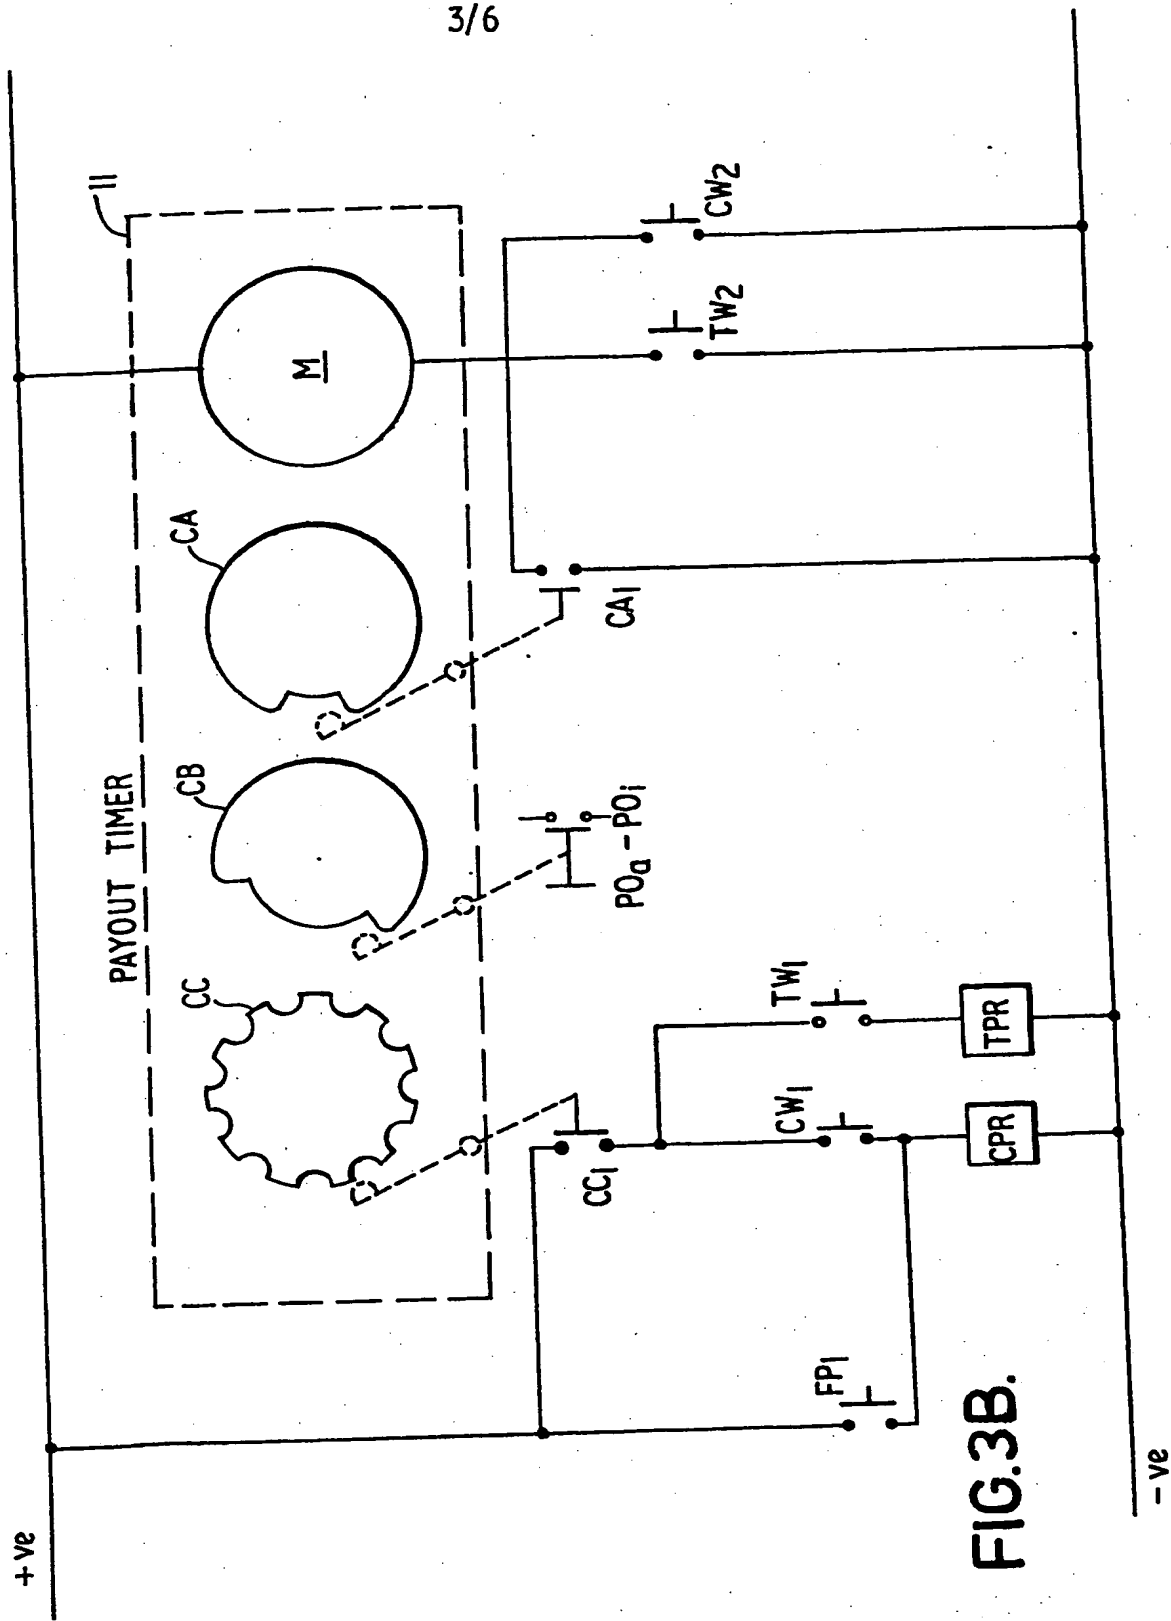 3/6
+ve
PAYOUT TIMER
11
CC
CB
CA
M
CC1
POa - POi
CA1
TW2
CW2
FP1
CW1
TW1
CPR
TPR
-ve
FIG.3B.